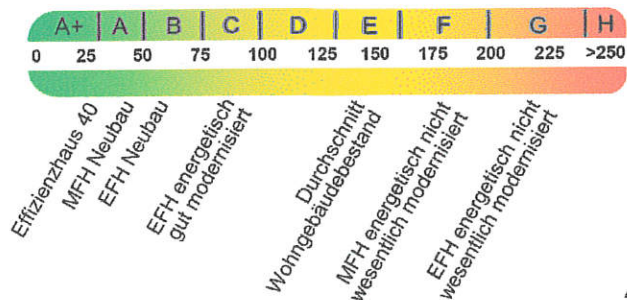 A+ A B C D E F G H
0 25 50 75 100 125 150 175 200 225 >250
Effizienzhaus 40
MFH Neubau
EFH Neubau
EFH energetisch
gut modernisiert
Durchschnitt
Wohngebäudebestand
MFH energetisch nicht
wesentlich modernisiert
EFH energetisch nicht
wesentlich modernisiert